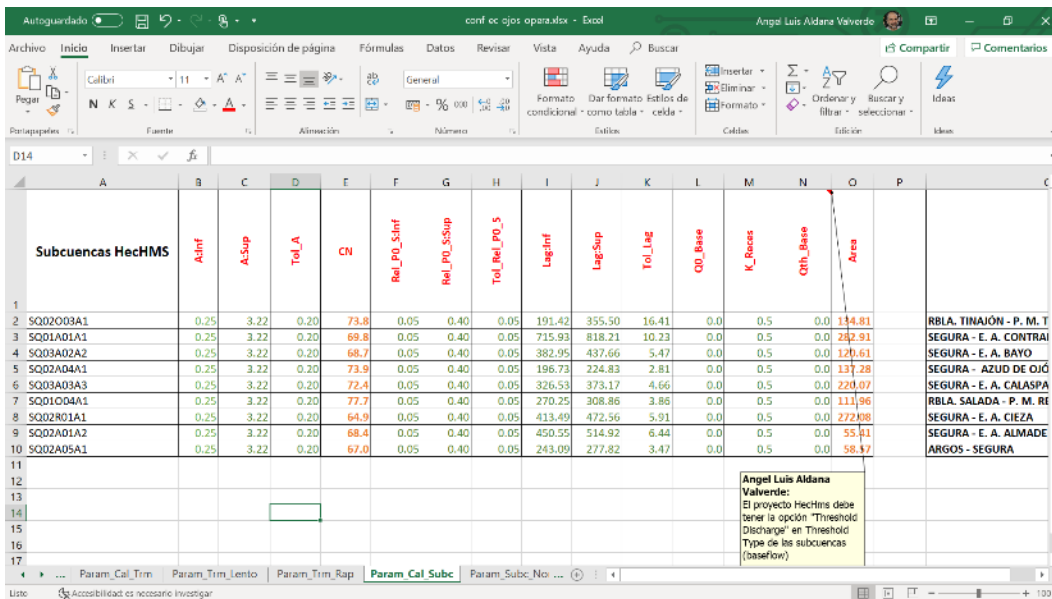 Autoguardado
conf ec ojos opera.xlsx - Excel
Angel Luis Aldana Valverde
Archivo Inicio Insertar Dibujar Disposición de página Fórmulas Datos Revisar Vista Ayuda Buscar Compartir Comentarios
Pegar Calibri 11 General Formato condicional Dar formato como tabla Estilos de celda Insertar Eliminar Formato Ordenar y filtrar Buscar y seleccionar Ideas
N K S % 000
Portapapeles Fuente Alineación Número Estilos Celdas Edición Ideas
D14 fx
A B C D E F G H I J K L M N O P
1 Subcuencas HecHMS A:Inf A:Sup Tol_A CN Rel_P0_S:Inf Rel_P0_S:Sup Tol_Rel_P0_S Lag:Inf Lag:Sup Tol_Lag Q0_Base K_Reces Qth_Base Area
2 SQ02O03A1 0.25 3.22 0.20 73.8 0.05 0.40 0.05 191.42 355.50 16.41 0.0 0.5 0.0 134.81 RBLA. TINAJÓN - P. M. T
3 SQ01A01A1 0.25 3.22 0.20 69.8 0.05 0.40 0.05 715.93 818.21 10.23 0.0 0.5 0.0 282.91 SEGURA - E. A. CONTRA
4 SQ03A02A2 0.25 3.22 0.20 68.7 0.05 0.40 0.05 382.95 437.66 5.47 0.0 0.5 0.0 120.61 SEGURA - E. A. BAYO
5 SQ02A04A1 0.25 3.22 0.20 73.9 0.05 0.40 0.05 196.73 224.83 2.81 0.0 0.5 0.0 137.28 SEGURA - AZUD DE OJÓ
6 SQ03A03A3 0.25 3.22 0.20 72.4 0.05 0.40 0.05 326.53 373.17 4.66 0.0 0.5 0.0 220.07 SEGURA - E. A. CALASPA
7 SQ01O04A1 0.25 3.22 0.20 77.7 0.05 0.40 0.05 270.25 308.86 3.86 0.0 0.5 0.0 111.96 RBLA. SALADA - P. M. RE
8 SQ02R01A1 0.25 3.22 0.20 64.9 0.05 0.40 0.05 413.49 472.56 5.91 0.0 0.5 0.0 272.08 SEGURA - E. A. CIEZA
9 SQ02A01A2 0.25 3.22 0.20 68.4 0.05 0.40 0.05 450.55 514.92 6.44 0.0 0.5 0.0 55.41 SEGURA - E. A. ALMADE
10 SQ02A05A1 0.25 3.22 0.20 67.0 0.05 0.40 0.05 243.09 277.82 3.47 0.0 0.5 0.0 58.57 ARGOS - SEGURA
11
12
13
14
15
16
17
Angel Luis Aldana
Valverde:
El proyecto HecHms debe
tener la opción "Threshold
Discharge" en Threshold
Type de las subcuencas
(baseflow)
... Param_Cal_Trm Param_Trm_Lento Param_Trm_Rap Param_Cal_Subc Param_Subc_No ...
Listo Accesibilidad: es necesario investigar 100